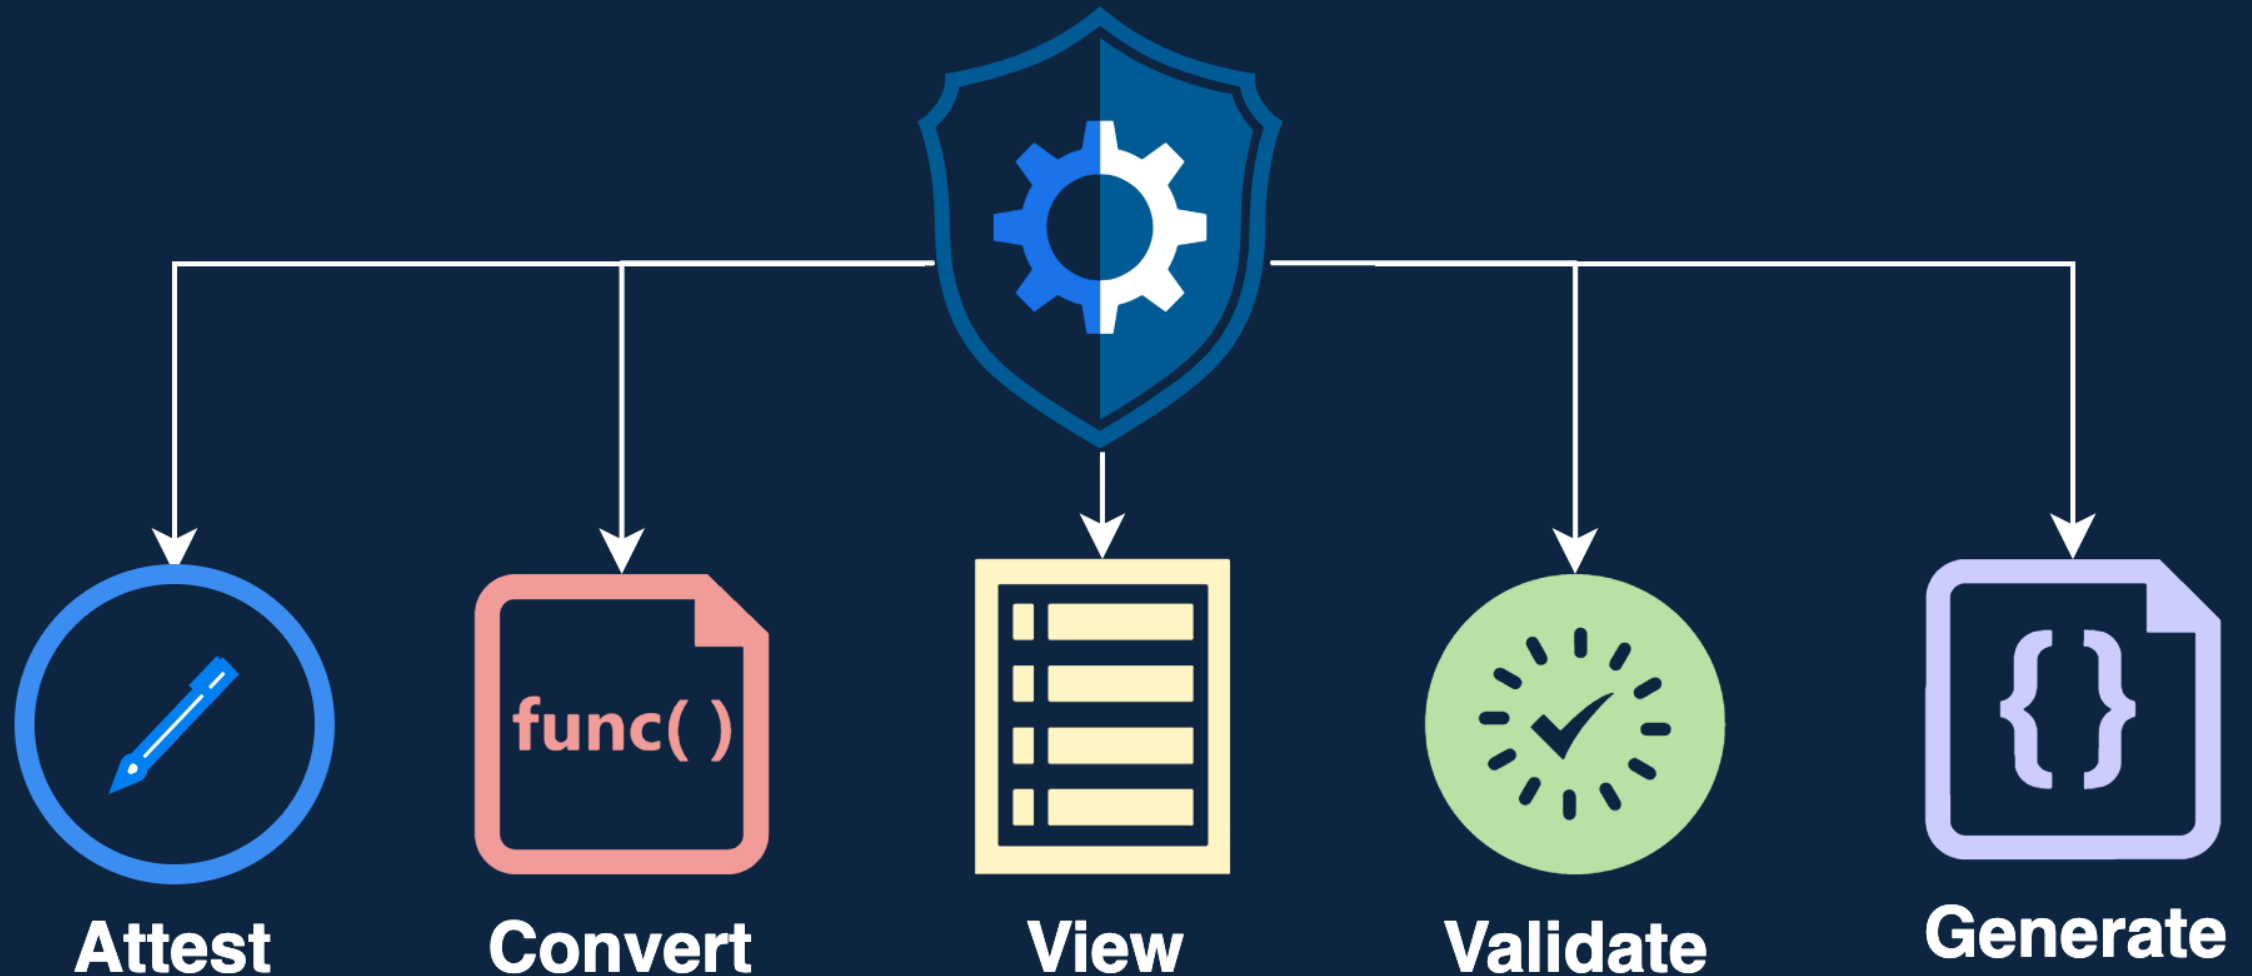 func( )
{ }
Attest
Convert
View
Validate
Generate